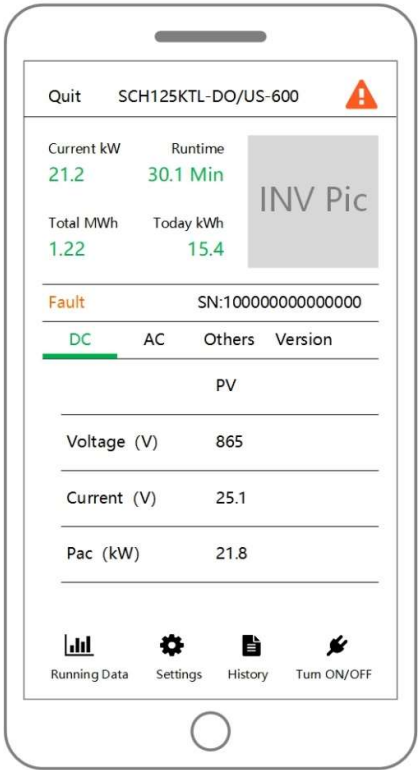 Quit SCH125KTL-DO/US-600
Current kW Runtime
21.2 30.1 Min
Total MWh Today kWh
1.22 15.4
INV Pic
Fault SN:100000000000000
DC AC Others Version
PV
Voltage (V) 865
Current (V) 25.1
Pac (kW) 21.8
Running Data Settings History Turn ON/OFF